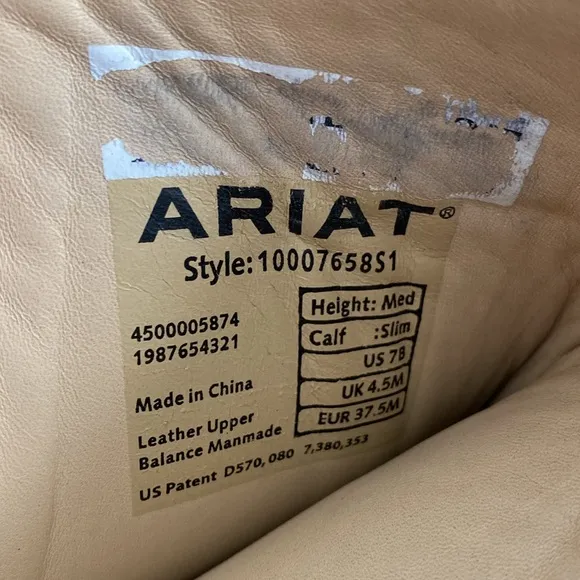 ARIAT®
Style:10007658S1
4500005874
1987654321
Made in China
Leather Upper
Balance Manmade
US Patent D570,080 7,380,353
Height: Med
Calf :Slim
US 7B
UK 4.5M
EUR 37.5M